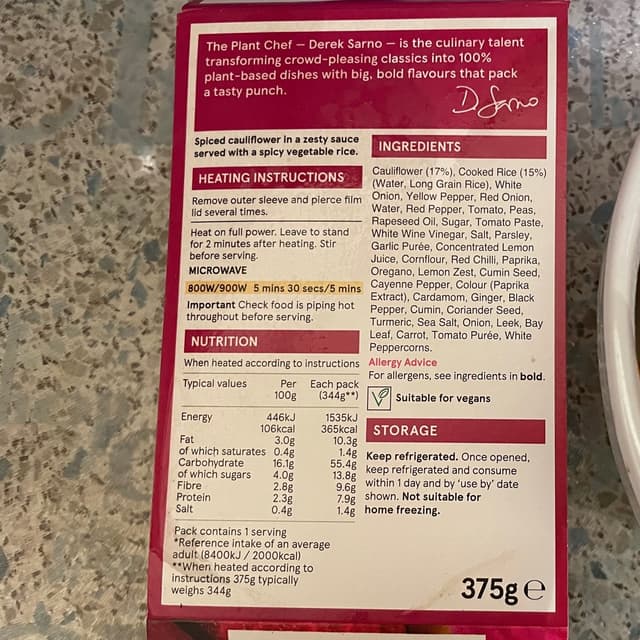 The Plant Chef — Derek Sarno — is the culinary talent
transforming crowd-pleasing classics into 100%
plant-based dishes with big, bold flavours that pack
a tasty punch.
D Sarno
Spiced cauliflower in a zesty sauce
served with a spicy vegetable rice.
HEATING INSTRUCTIONS
Remove outer sleeve and pierce film
lid several times.
Heat on full power. Leave to stand
for 2 minutes after heating. Stir
before serving.
MICROWAVE
800W/900W 5 mins 30 secs/5 mins
Important Check food is piping hot
throughout before serving.
NUTRITION
When heated according to instructions
Typical values Per Each pack
100g (344g**)
Energy 446kJ 1535kJ
106kcal 365kcal
Fat 3.0g 10.3g
of which saturates 0.4g 1.4g
Carbohydrate 16.1g 55.4g
of which sugars 4.0g 13.8g
Fibre 2.8g 9.6g
Protein 2.3g 7.9g
Salt 0.4g 1.4g
Pack contains 1 serving
*Reference intake of an average
adult (8400kJ / 2000kcal)
**When heated according to
instructions 375g typically
weighs 344g
INGREDIENTS
Cauliflower (17%), Cooked Rice (15%)
(Water, Long Grain Rice), White
Onion, Yellow Pepper, Red Onion,
Water, Red Pepper, Tomato, Peas,
Rapeseed Oil, Sugar, Tomato Paste,
White Wine Vinegar, Salt, Parsley,
Garlic Purée, Concentrated Lemon
Juice, Cornflour, Red Chilli, Paprika,
Oregano, Lemon Zest, Cumin Seed,
Cayenne Pepper, Colour (Paprika
Extract), Cardamom, Ginger, Black
Pepper, Cumin, Coriander Seed,
Turmeric, Sea Salt, Onion, Leek, Bay
Leaf, Carrot, Tomato Purée, White
Peppercorns.
Allergy Advice
For allergens, see ingredients in bold.
Suitable for vegans
STORAGE
Keep refrigerated. Once opened,
keep refrigerated and consume
within 1 day and by 'use by' date
shown. Not suitable for
home freezing.
375g e